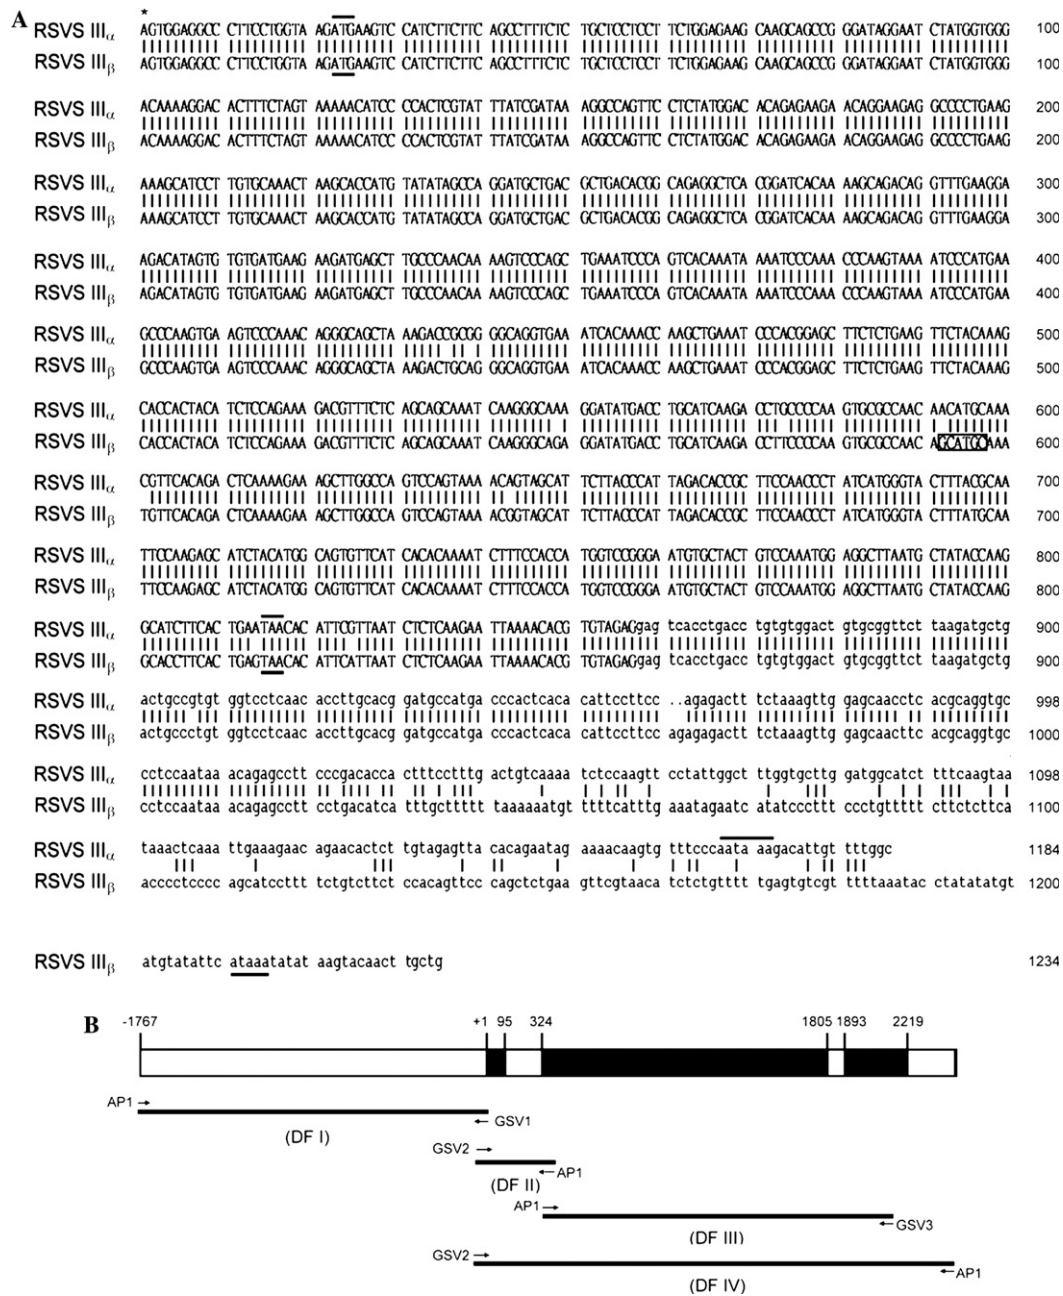 A
*
RSVS IIIα AGTGGAGGCC CTTCCTGGTA AGATGAAGTC CATCTTCTTC AGCCTTTCTC TGCTCCTCCT TCTGGAGAAG CAAGCAGCCG GGATAGGAAT CTATGGTGGG 100
RSVS IIIβ AGTGGAGGCC CTTCCTGGTA AGATGAAGTC CATCTTCTTC AGCCTTTCTC TGCTCCTCCT TCTGGAGAAG CAAGCAGCCG GGATAGGAAT CTATGGTGGG 100
RSVS IIIα ACAAAAGGAC ACTTTCTAGT AAAAACATCC CCACTCGTAT TTATCGATAA AGGCCAGTTC CTCTATGGAC ACAGAGAAGA ACAGGAAGAG GCCCCTGAAG 200
RSVS IIIβ ACAAAAGGAC ACTTTCTAGT AAAAACATCC CCACTCGTAT TTATCGATAA AGGCCAGTTC CTCTATGGAC ACAGAGAAGA ACAGGAAGAG GCCCCTGAAG 200
RSVS IIIα AAAGCATCCT TGTGCAAACT AAGCACCATG TATATAGCCA GGATGCTGAC GCTGACACGG CAGAGGCTCA CGGATCACAA AAGCAGACAG GTTTGAAGGA 300
RSVS IIIβ AAAGCATCCT TGTGCAAACT AAGCACCATG TATATAGCCA GGATGCTGAC GCTGACACGG CAGAGGCTCA CGGATCACAA AAGCAGACAG GTTTGAAGGA 300
RSVS IIIα AGACATAGTG TGTGATGAAG AAGATGAGCT TGCCCAACAA AAGTCCCAGC TGAAATCCCA GTCACAAATA AAATCCCAAA CCCAAGTAAA ATCCCATGAA 400
RSVS IIIβ AGACATAGTG TGTGATGAAG AAGATGAGCT TGCCCAACAA AAGTCCCAGC TGAAATCCCA GTCACAAATA AAATCCCAAA CCCAAGTAAA ATCCCATGAA 400
RSVS IIIα GCCCAAGTGA AGTCCCAAAC AGGGCAGCTA AAGACCGCGG GGCAGGTGAA ATCACAAACC AAGCTGAAAT CCCACGGAGC TTCTCTGAAG TTCTACAAAG 500
RSVS IIIβ GCCCAAGTGA AGTCCCAAAC AGGGCAGCTA AAGACTGCAG GGCAGGTGAA ATCACAAACC AAGCTGAAAT CCCACGGAGC TTCTCTGAAG TTCTACAAAG 500
RSVS IIIα CACCACTACA TCTCCAGAAA GACGTTTCTC AGCAGCAAAT CAAGGGCAAA GGATATGACC TGCATCAAGA CCTGCCCCAA GTGCGCCAAC AACATGCAAA 600
RSVS IIIβ CACCACTACA TCTCCAGAAA GACGTTTCTC AGCAGCAAAT CAAGGGCAGA GGATATGACC TGCATCAAGA CCTTCCCCAA GTGCGCCAAC AGCATGCAAA 600
RSVS IIIα CGTTCACAGA CTCAAAAGAA AGCTTGGCCA GTCCAGTAAA ACAGTAGCAT TCTTACCCAT TAGACACCGC TTCCAACCCT ATCATGGGTA CTTTACGCAA 700
RSVS IIIβ TGTTCACAGA CTCAAAAGAA AGCTTGGCCA GTCCAGTAAA ACGGTAGCAT TCTTACCCAT TAGACACCGC TTCCAACCCT ATCATGGGTA CTTTATGCAA 700
RSVS IIIα TTCCAAGAGC ATCTACATGG CAGTGTTCAT CACACAAAAT CTTTCCACCA TGGTCCGGGA ATGTGCTACT GTCCAAATGG AGGCTTAATG CTATACCAAG 800
RSVS IIIβ TTCCAAGAGC ATCTACATGG CAGTGTTCAT CACACAAAAT CTTTCCACCA TGGTCCGGGA ATGTGCTACT GTCCAAATGG AGGCTTAATG CTATACCAAG 800
RSVS IIIα GCATCTTCAC TGAATAACAC ATTCGTTAAT CTCTCAAGAA TTAAAACACG TGTAGAGgag tcacctgacc tgtgtggact gtgcggttct taagatgctg 900
RSVS IIIβ GCACCTTCAC TGAGTAACAC ATTCATTAAT CTCTCAAGAA TTAAAACACG TGTAGAGgag tcacctgacc tgtgtggact gtgcggttct taagatgctg 900
RSVS IIIα actgccgtgt ggtcctcaac accttgcacg gatgccatga cccactcaca cattccttcc ..agagactt tctaaagttg gagcaacctc acgcaggtgc 998
RSVS IIIβ actgccctgt ggtcctcaac accttgcacg gatgccatga cccactcaca cattccttcc agagagactt tctaaagttg gagcaacttc acgcaggtgc 1000
RSVS IIIα cctccaataa acagagcctt cccgacacca ctttcctttg actgtcaaaa tctccaagtt cctattggct ttggtgcttg gatggcatct tttcaagtaa 1098
RSVS IIIβ cctccaataa acagagcctt cctgacatca tttgcttttt taaaaaatgt ttttcatttg aaatagaatc atatcccttt ccctgttttt cttctcttca 1100
RSVS IIIα taaactcaaa ttgaaagaac agaacactct tgtagagtta cacagaatag aaaacaagtg tttcccaata aagacattgt tttggc 1184
RSVS IIIβ acccctcccc agcatccttt tctgtcttct ccacagttcc cagctctgaa gttcgtaaca tctctgtttt tgagtgtcgt ttttaaatac ctatatatgt 1200
RSVS IIIβ atgtatattc ataaatatat aagtacaact tgctg 1234
B
-1767 +1 95 324 1805 1893 2219
AP1 GSV1
(DF I)
GSV2 AP1
(DF II)
AP1 GSV3
(DF III)
GSV2 AP1
(DF IV)